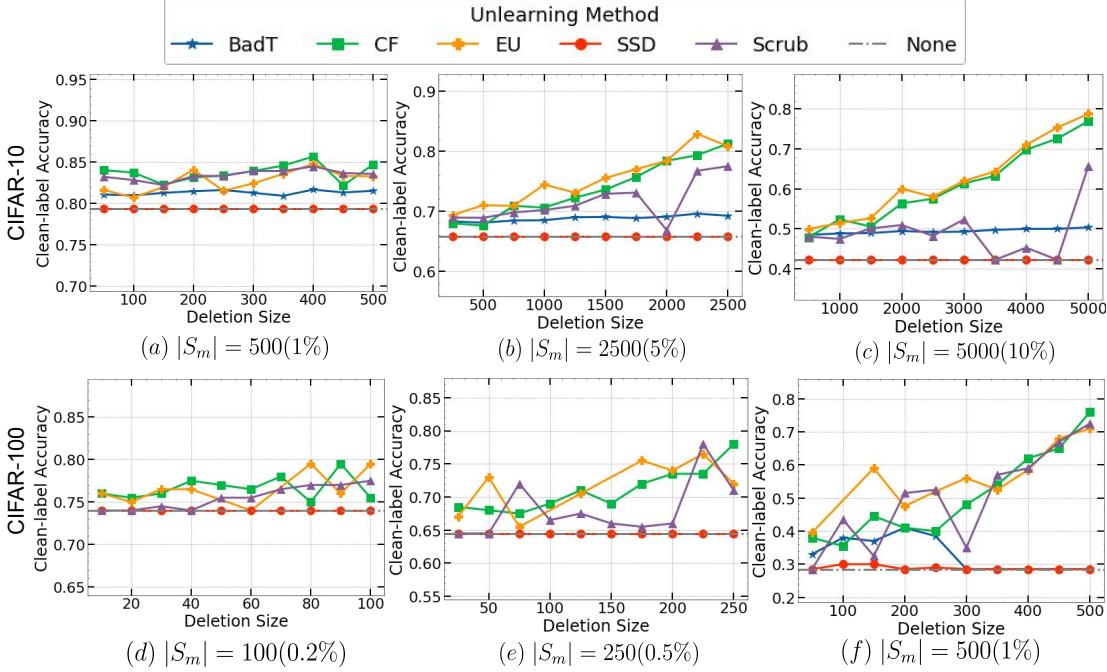 Unlearning Method
BadT CF EU SSD Scrub None
CIFAR-10
Clean-label Accuracy
0.95
0.90
0.85
0.80
0.75
0.70
100 200 300 400 500
Deletion Size
(a) |S_m| = 500(1%)
Clean-label Accuracy
0.9
0.8
0.7
0.6
500 1000 1500 2000 2500
Deletion Size
(b) |S_m| = 2500(5%)
Clean-label Accuracy
0.8
0.7
0.6
0.5
0.4
1000 2000 3000 4000 5000
Deletion Size
(c) |S_m| = 5000(10%)
CIFAR-100
Clean-label Accuracy
0.85
0.80
0.75
0.70
0.65
20 40 60 80 100
Deletion Size
(d) |S_m| = 100(0.2%)
Clean-label Accuracy
0.85
0.80
0.75
0.70
0.65
0.60
0.55
50 100 150 200 250
Deletion Size
(e) |S_m| = 250(0.5%)
Clean-label Accuracy
0.8
0.7
0.6
0.5
0.4
0.3
0.2
100 200 300 400 500
Deletion Size
(f) |S_m| = 500(1%)